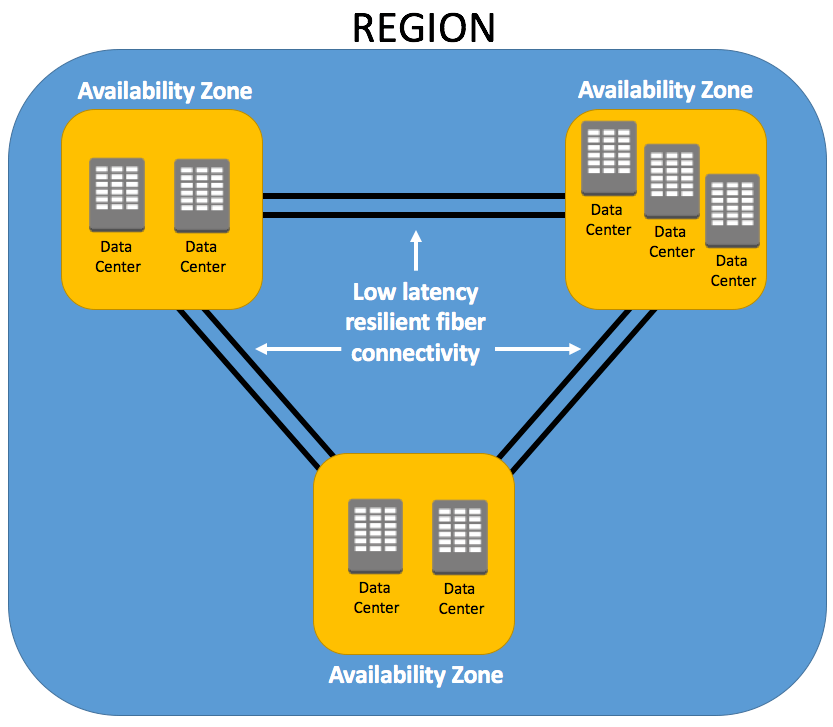 REGION
Availability Zone
Data
Center
Data
Center
Availability Zone
Data
Center
Data
Center
Data
Center
Low latency
resilient fiber
connectivity
Data
Center
Data
Center
Availability Zone